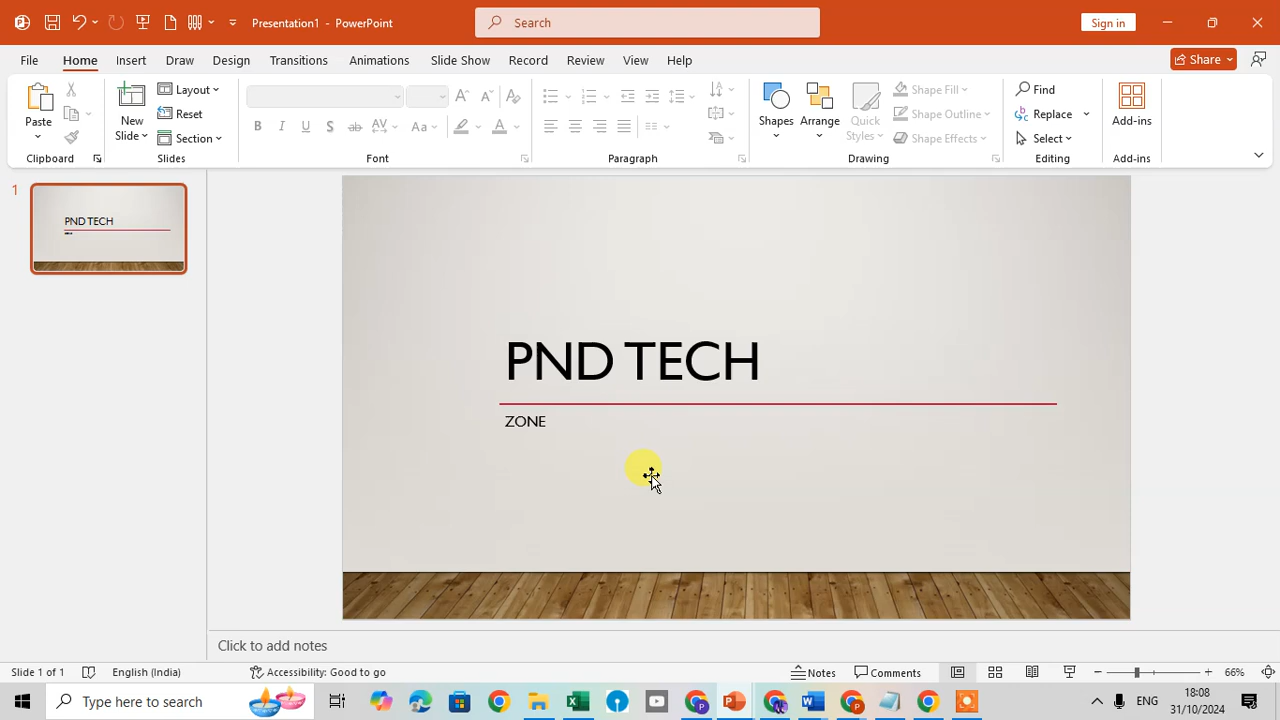 Presentation1 - PowerPoint
Search
Sign in
File Home Insert Draw Design Transitions Animations Slide Show Record Review View Help
Share
Paste
New Slide
Layout
Reset
Section
B I U S ab AV Aa A
Shapes
Arrange
Quick Styles
Shape Fill
Shape Outline
Shape Effects
Find
Replace
Select
Add-ins
Clipboard Slides Font Paragraph Drawing Editing Add-ins
1
PND TECH
PND TECH
ZONE
Click to add notes
Slide 1 of 1 English (India) Accessibility: Good to go Notes Comments 66%
Type here to search
ENG
18:08
31/10/2024